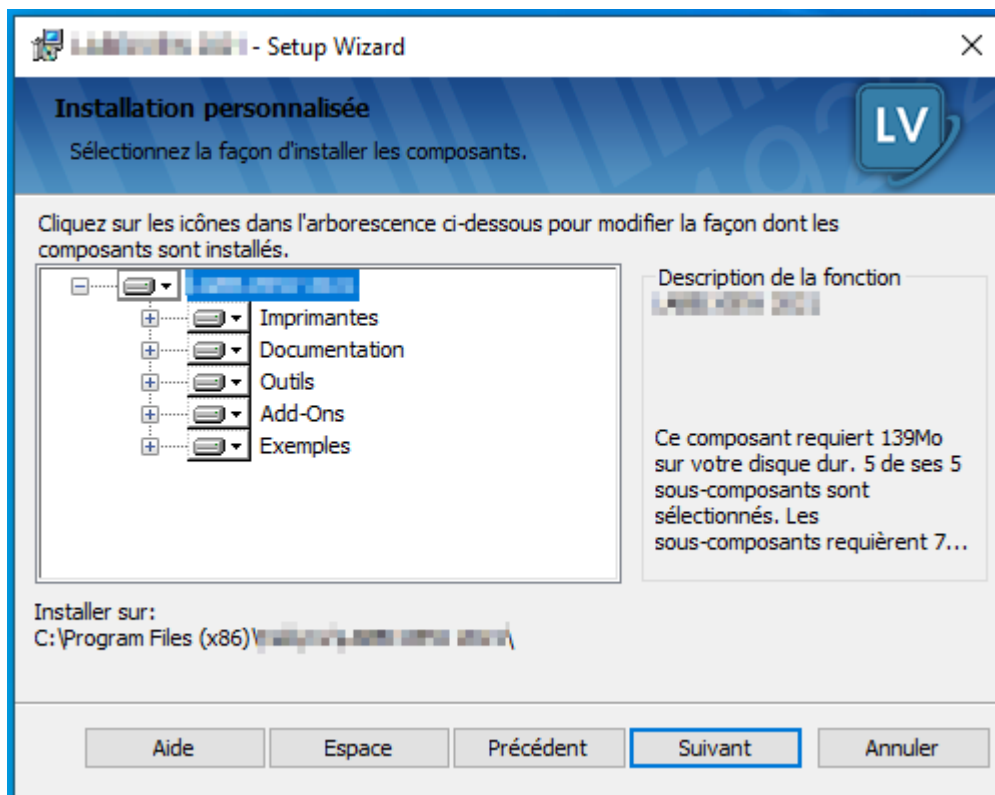 - Setup Wizard
Installation personnalisée
Sélectionnez la façon d'installer les composants.
LV
Cliquez sur les icônes dans l'arborescence ci-dessous pour modifier la façon dont les
composants sont installés.
Imprimantes
Documentation
Outils
Add-Ons
Exemples
Description de la fonction
Ce composant requiert 139Mo
sur votre disque dur. 5 de ses 5
sous-composants sont
sélectionnés. Les
sous-composants requièrent 7...
Installer sur:
C:\Program Files (x86)\
Aide
Espace
Précédent
Suivant
Annuler